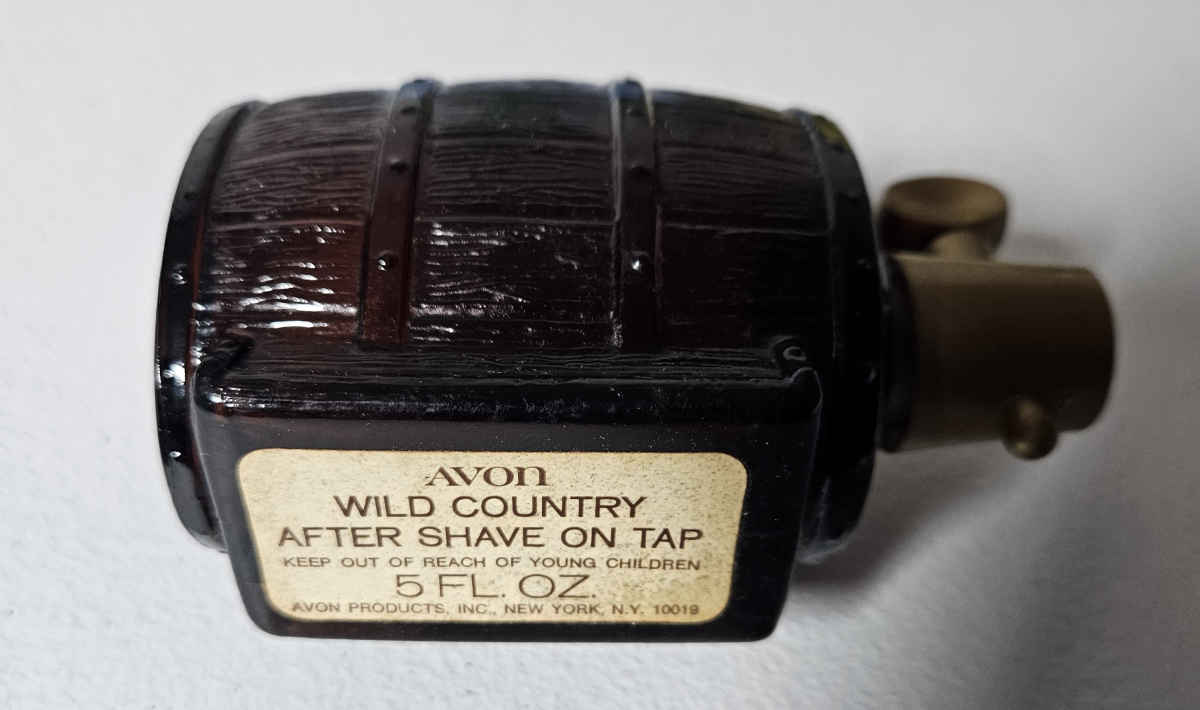 AVON
WILD COUNTRY
AFTER SHAVE ON TAP
KEEP OUT OF REACH OF YOUNG CHILDREN
5 FL. OZ.
AVON PRODUCTS, INC., NEW YORK, N.Y. 10019